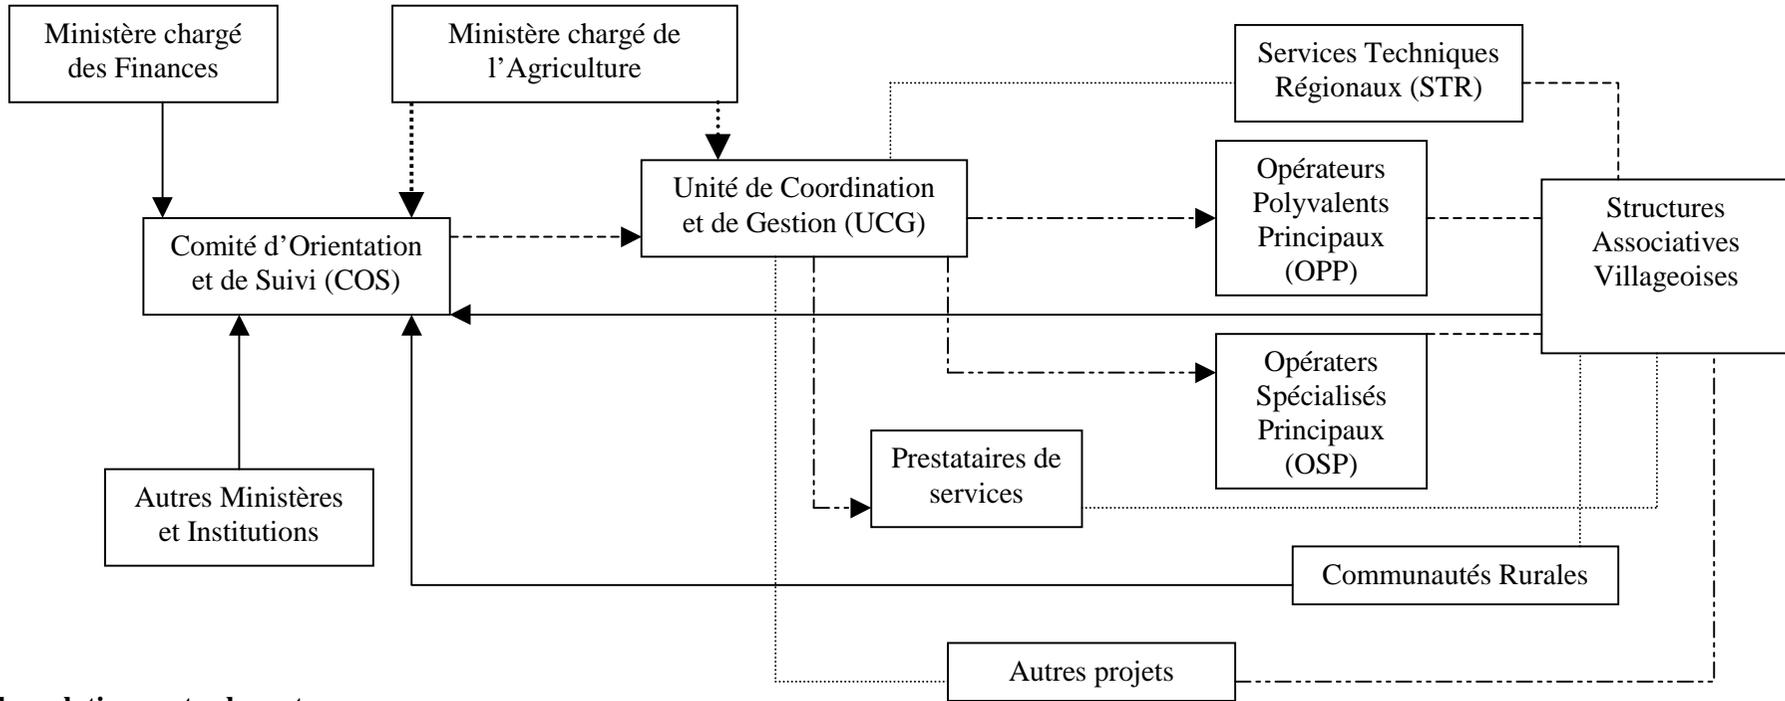 Ministère chargé
des Finances
Ministère chargé de
l’Agriculture
Services Techniques
Régionaux (STR)
Unité de Coordination
et de Gestion (UCG)
Opérateurs
Polyvalents
Principaux
(OPP)
Structures
Associatives
Villageoises
Comité d’Orientation
et de Suivi (COS)
Opératers
Spécialisés
Principaux
(OSP)
Prestataires de
services
Autres Ministères
et Institutions
Communautés Rurales
Autres projets